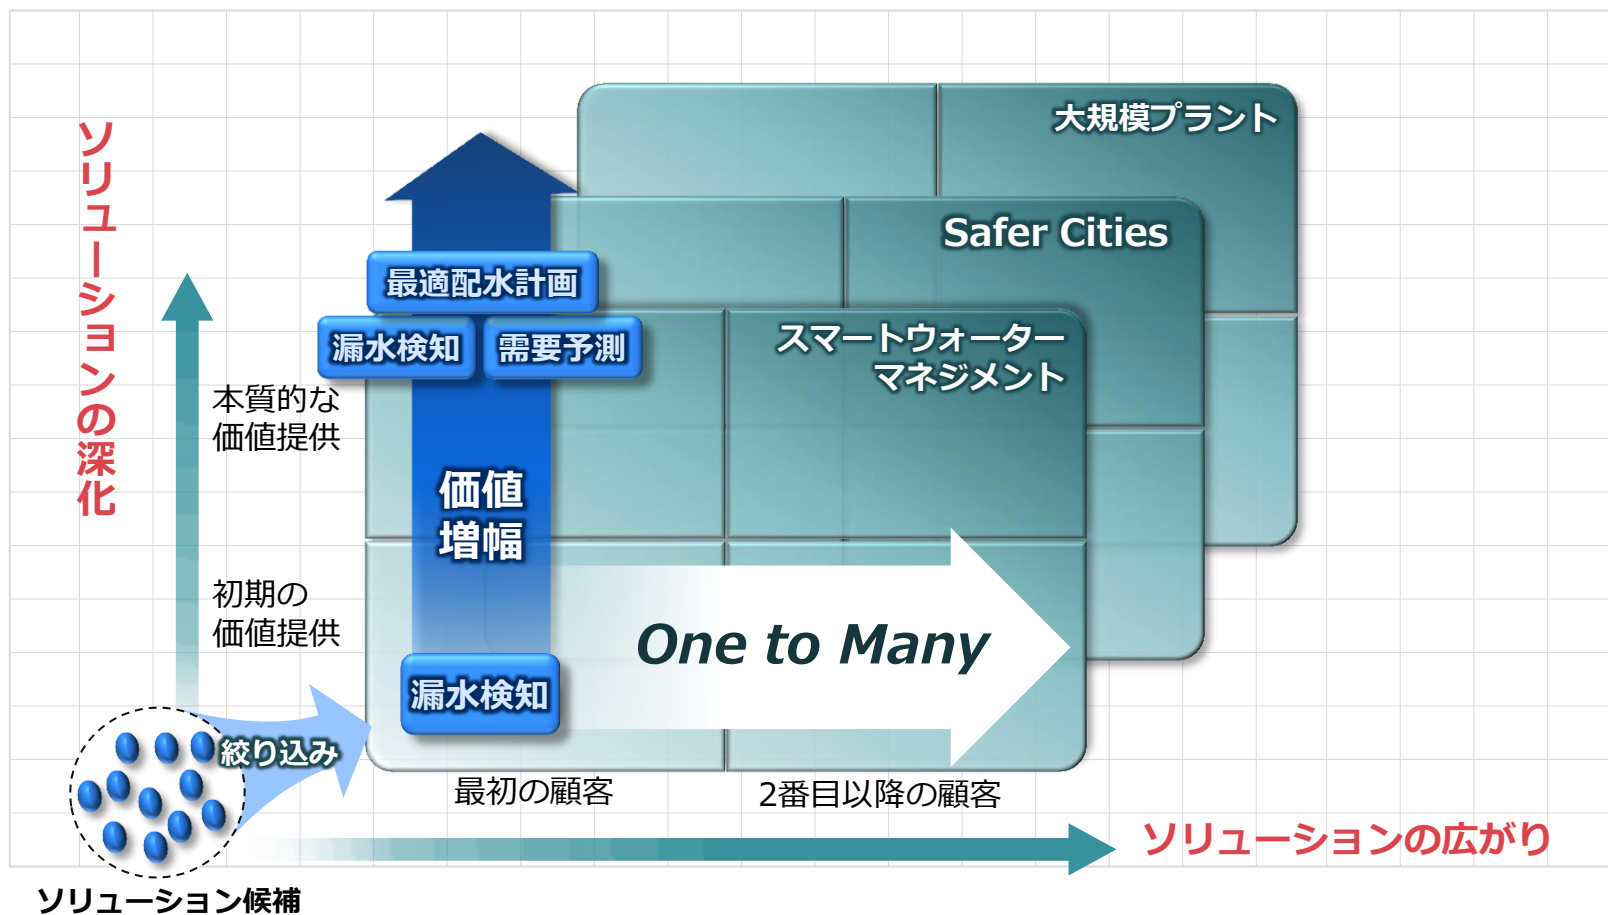 大規模プラント
ソリューションの深化
Safer Cities
最適配水計画
漏水検知
需要予測
スマートウォーター
マネジメント
本質的な
価値提供
価値
増幅
初期の
価値提供
One to Many
漏水検知
絞り込み
最初の顧客
2番目以降の顧客
ソリューションの広がり
ソリューション候補